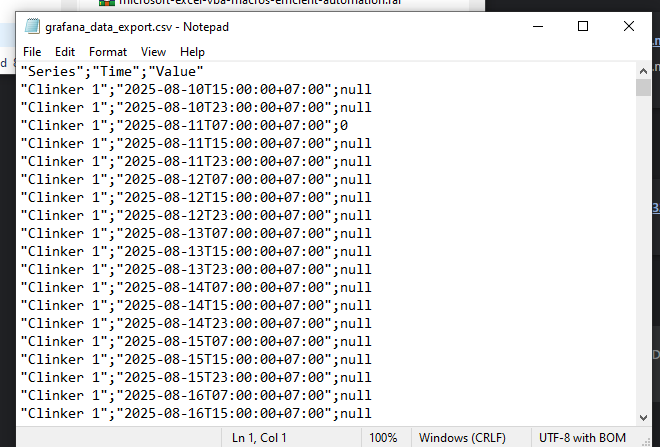 microsoft-excel-vba-macros-efficient-automation.rar
grafana_data_export.csv - Notepad
File Edit Format View Help
"Series";"Time";"Value"
"Clinker 1";"2025-08-10T15:00:00+07:00";null
"Clinker 1";"2025-08-10T23:00:00+07:00";null
"Clinker 1";"2025-08-11T07:00:00+07:00";0
"Clinker 1";"2025-08-11T15:00:00+07:00";null
"Clinker 1";"2025-08-11T23:00:00+07:00";null
"Clinker 1";"2025-08-12T07:00:00+07:00";null
"Clinker 1";"2025-08-12T15:00:00+07:00";null
"Clinker 1";"2025-08-12T23:00:00+07:00";null
"Clinker 1";"2025-08-13T07:00:00+07:00";null
"Clinker 1";"2025-08-13T15:00:00+07:00";null
"Clinker 1";"2025-08-13T23:00:00+07:00";null
"Clinker 1";"2025-08-14T07:00:00+07:00";null
"Clinker 1";"2025-08-14T15:00:00+07:00";null
"Clinker 1";"2025-08-14T23:00:00+07:00";null
"Clinker 1";"2025-08-15T07:00:00+07:00";null
"Clinker 1";"2025-08-15T15:00:00+07:00";null
"Clinker 1";"2025-08-15T23:00:00+07:00";null
"Clinker 1";"2025-08-16T07:00:00+07:00";null
"Clinker 1";"2025-08-16T15:00:00+07:00";null
Ln 1, Col 1 100% Windows (CRLF) UTF-8 with BOM